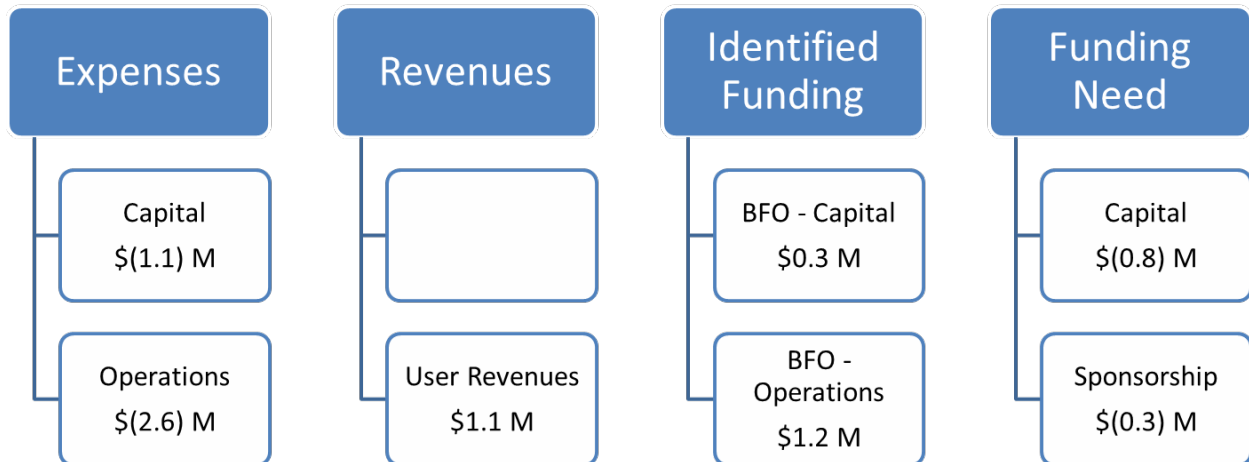 Expenses
Capital
$(1.1) M
Operations
$(2.6) M
Revenues
User Revenues
$1.1 M
Identified
Funding
BFO - Capital
$0.3 M
BFO -
Operations
$1.2 M
Funding
Need
Capital
$(0.8) M
Sponsorship
$(0.3) M